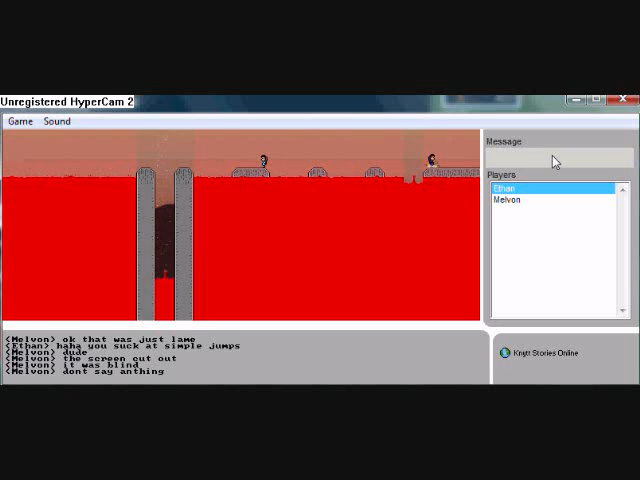 Unregistered HyperCam 2
Game Sound
Message
Players
Ethan
Melvon
(Melvon) ok that was just lame
(Ethan) haha you suck at simple jumps
(Melvon) dude
(Melvon) the screen cut out
(Melvon) it was blind
(Melvon) dont say anthing
Knytt Stories Online